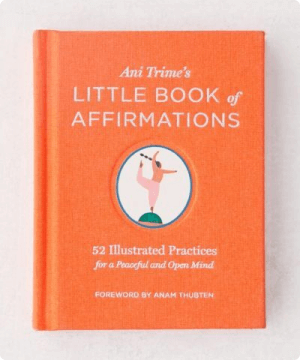 Ani Trime's
LITTLE BOOK of
AFFIRMATIONS
52 Illustrated Practices
for a Peaceful and Open Mind
FOREWORD BY ANAM THUBTEN